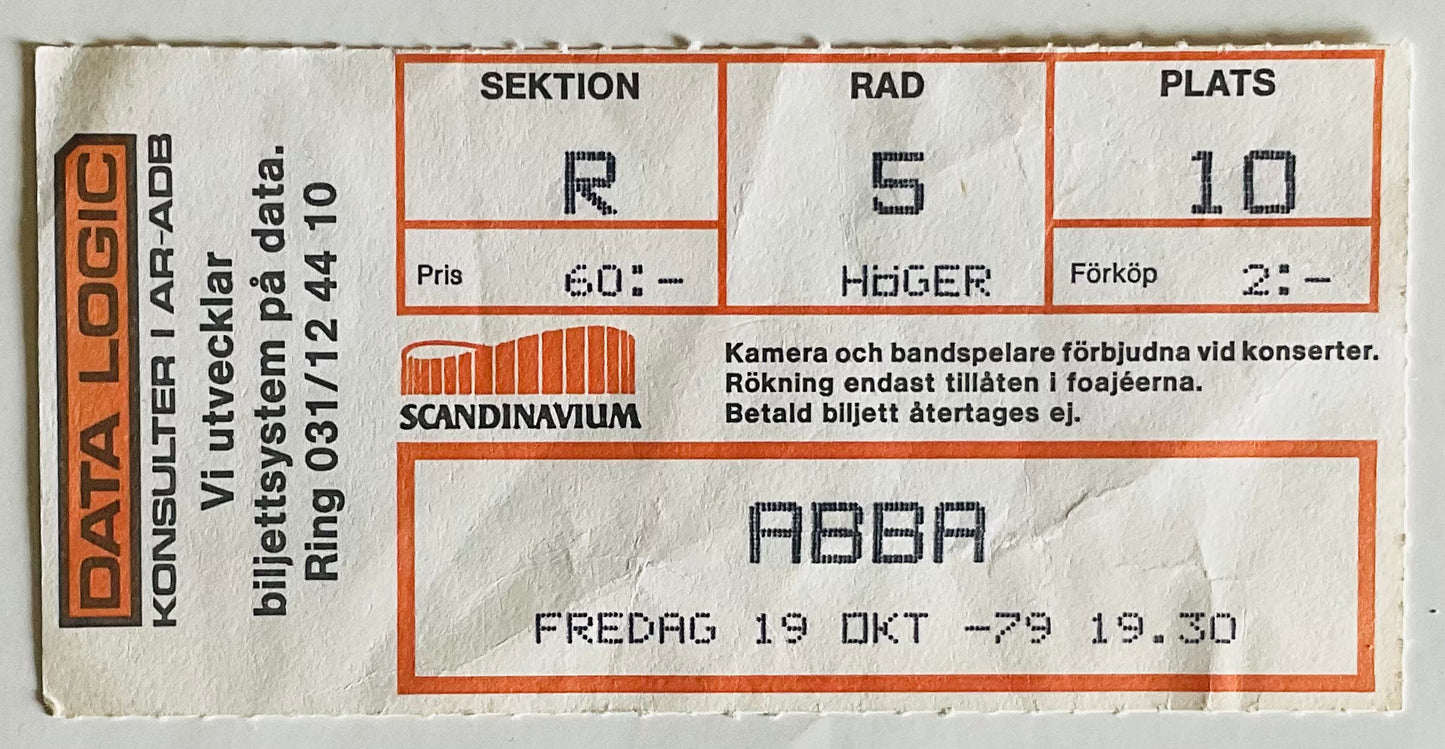 DATA LOGIC
KONSULTER I AR-ADB
Vi utvecklar
biljettsystem på data.
Ring 031/12 44 10
SEKTION
R
Pris 60:-
RAD
5
HÖGER
PLATS
10
Förköp 2:-
SCANDINAVIUM
Kamera och bandspelare förbjudna vid konserter.
Rökning endast tillåten i foajéerna.
Betald biljett återtages ej.
ABBA
FREDAG 19 OKT -79 19.30